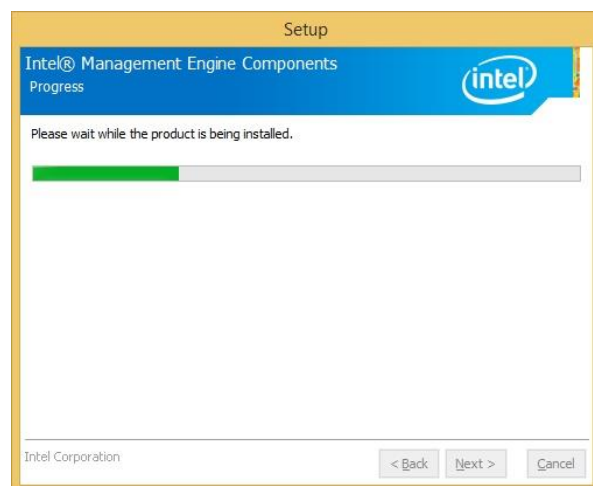 Setup
Intel® Management Engine Components
Progress
intel
Please wait while the product is being installed.
Intel Corporation
< Back Next > Cancel